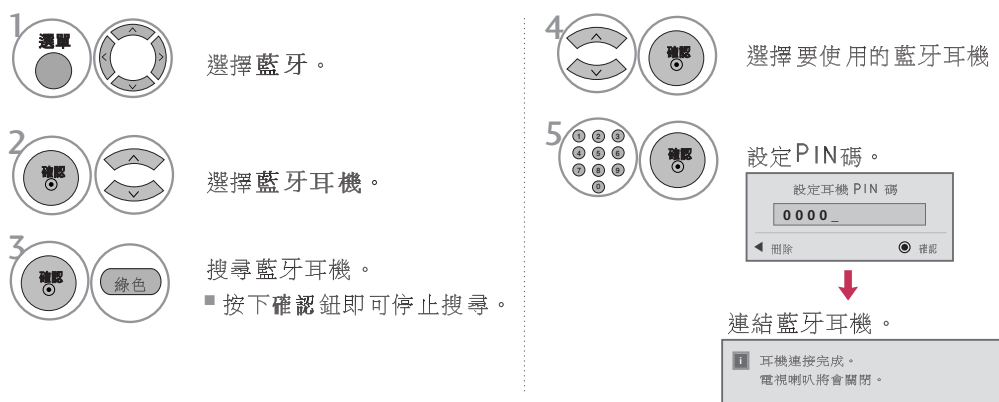 1
選單
選擇藍牙。
2
確認
選擇藍牙耳機。
3
確認
綠色
搜尋藍牙耳機。
■ 按下確認鈕即可停止搜尋。
4
確認
選擇要使用的藍牙耳機
5
1 2 3
4 5 6
7 8 9
0
確認
設定PIN碼。
設定耳機 PIN 碼
0 0 0 0 _
◀ 刪除 ◉ 確認
連結藍牙耳機。
i 耳機連接完成。
電視喇叭將會關閉。